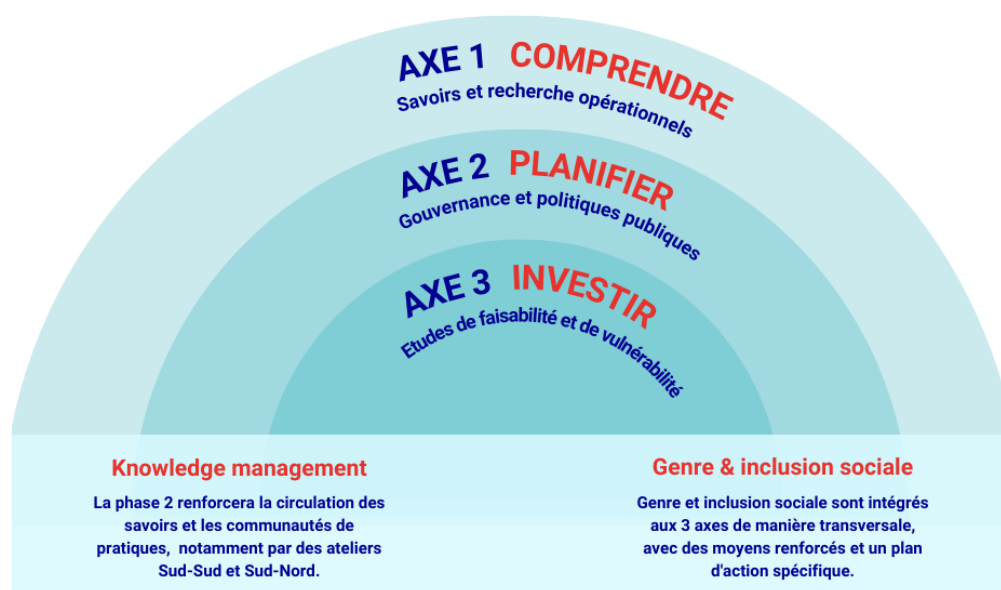 AXE 1 COMPRENDRE
Savoirs et recherche opérationnels
AXE 2 PLANIFIER
Gouvernance et politiques publiques
AXE 3 INVESTIR
Etudes de faisabilité et de vulnérabilité
Knowledge management
La phase 2 renforcera la circulation des
savoirs et les communautés de
pratiques, notamment par des ateliers
Sud-Sud et Sud-Nord.
Genre & inclusion sociale
Genre et inclusion sociale sont intégrés
aux 3 axes de manière transversale,
avec des moyens renforcés et un plan
d'action spécifique.